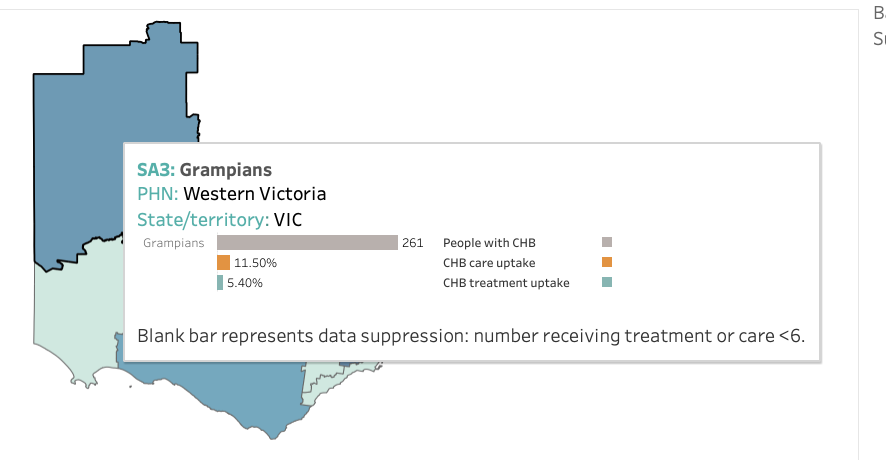 SA3: Grampians
PHN: Western Victoria
State/territory: VIC
Grampians 261 People with CHB
11.50% CHB care uptake
5.40% CHB treatment uptake
Blank bar represents data suppression: number receiving treatment or care <6.